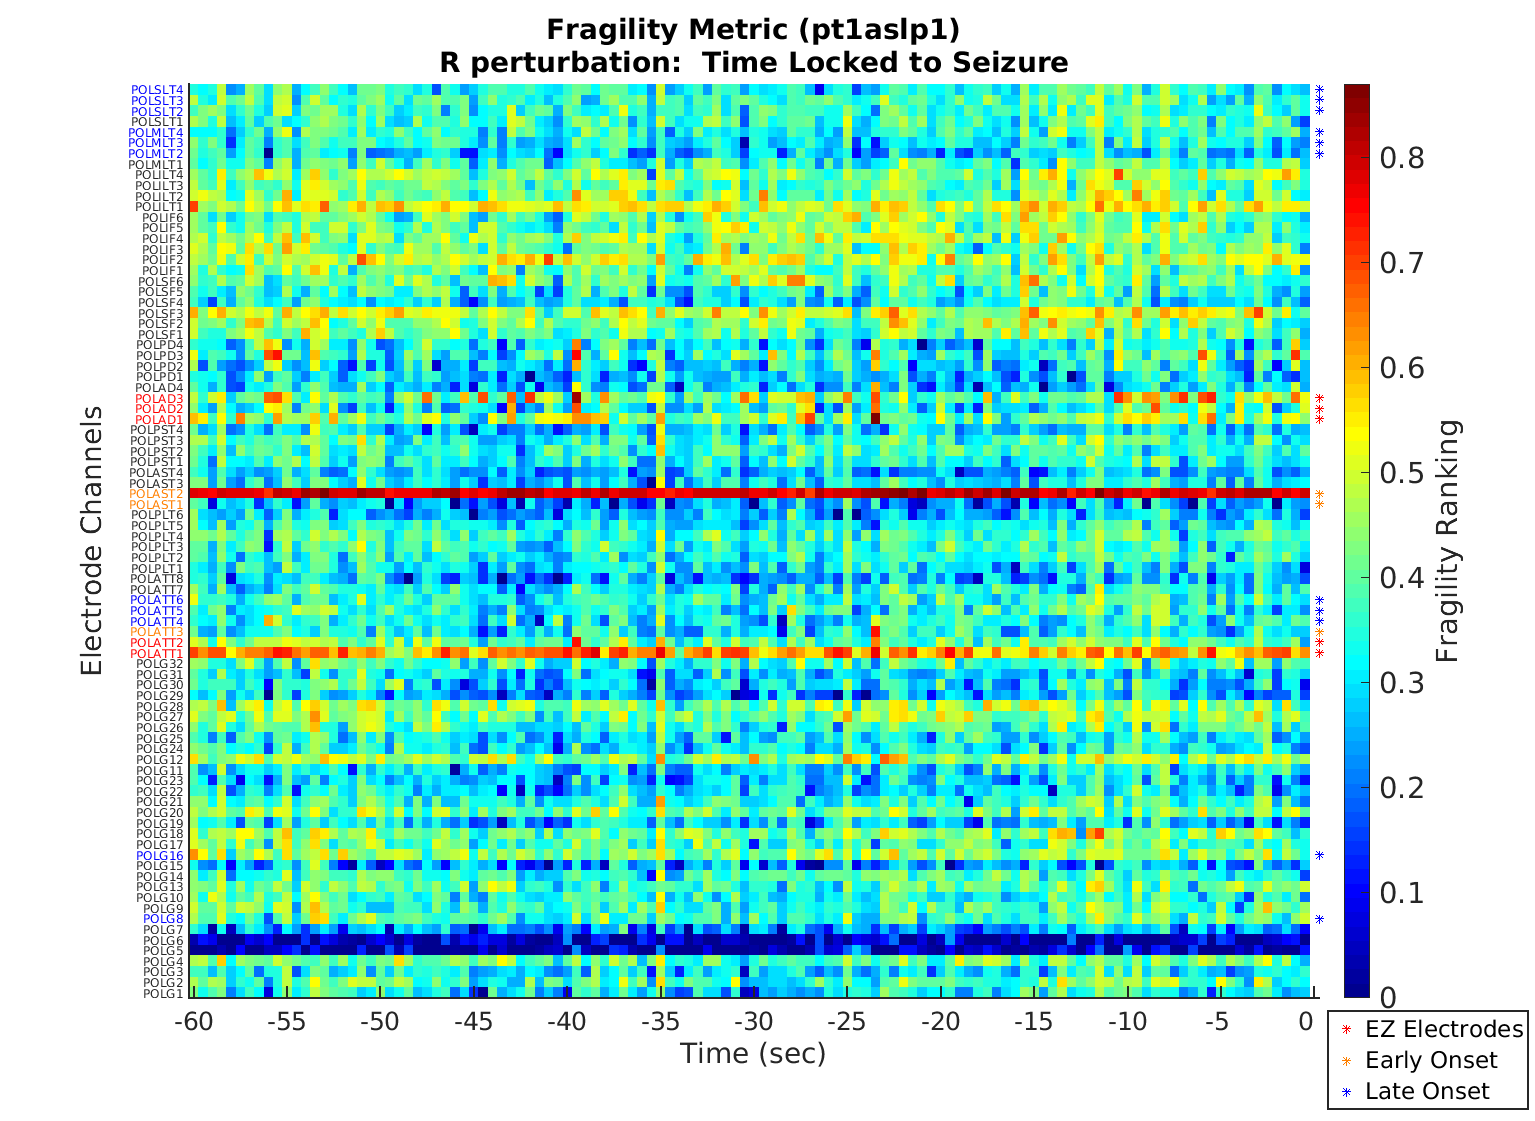 Fragility Metric (pt1aslp1)
R perturbation:  Time Locked to Seizure
Electrode Channels
POLSLT4
POLSLT3
POLSLT2
POLSLT1
POLMLT4
POLMLT3
POLMLT2
POLMLT1
POLILT4
POLILT3
POLILT2
POLILT1
POLIF6
POLIF5
POLIF4
POLIF3
POLIF2
POLIF1
POLSF6
POLSF5
POLSF4
POLSF3
POLSF2
POLSF1
POLPD4
POLPD3
POLPD2
POLPD1
POLAD4
POLAD3
POLAD2
POLAD1
POLPST4
POLPST3
POLPST2
POLPST1
POLAST4
POLAST3
POLAST2
POLAST1
POLPLT6
POLPLT5
POLPLT4
POLPLT3
POLPLT2
POLPLT1
POLATT8
POLATT7
POLATT6
POLATT5
POLATT4
POLATT3
POLATT2
POLATT1
POLG32
POLG31
POLG30
POLG29
POLG28
POLG27
POLG26
POLG25
POLG24
POLG12
POLG11
POLG23
POLG22
POLG21
POLG20
POLG19
POLG18
POLG17
POLG16
POLG15
POLG14
POLG13
POLG10
POLG9
POLG8
POLG7
POLG6
POLG5
POLG4
POLG3
POLG2
POLG1
-60 -55 -50 -45 -40 -35 -30 -25 -20 -15 -10 -5 0
Time (sec)
0.8
0.7
0.6
0.5
0.4
0.3
0.2
0.1
0
Fragility Ranking
EZ Electrodes
Early Onset
Late Onset